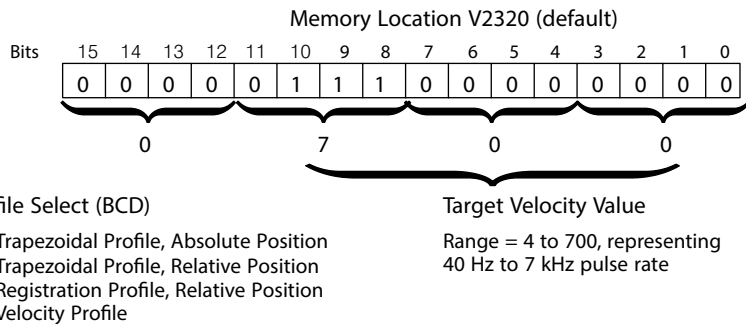 Memory Location V2320 (default)
Bits 15 14 13 12 11 10 9 8 7 6 5 4 3 2 1 0
0 0 0 0 0 1 1 1 0 0 0 0 0 0 0 0
0 7 0 0
file Select (BCD)
Target Velocity Value
Trapezoidal Profile, Absolute Position
Trapezoidal Profile, Relative Position
Registration Profile, Relative Position
Velocity Profile
Range = 4 to 700, representing
40 Hz to 7 kHz pulse rate